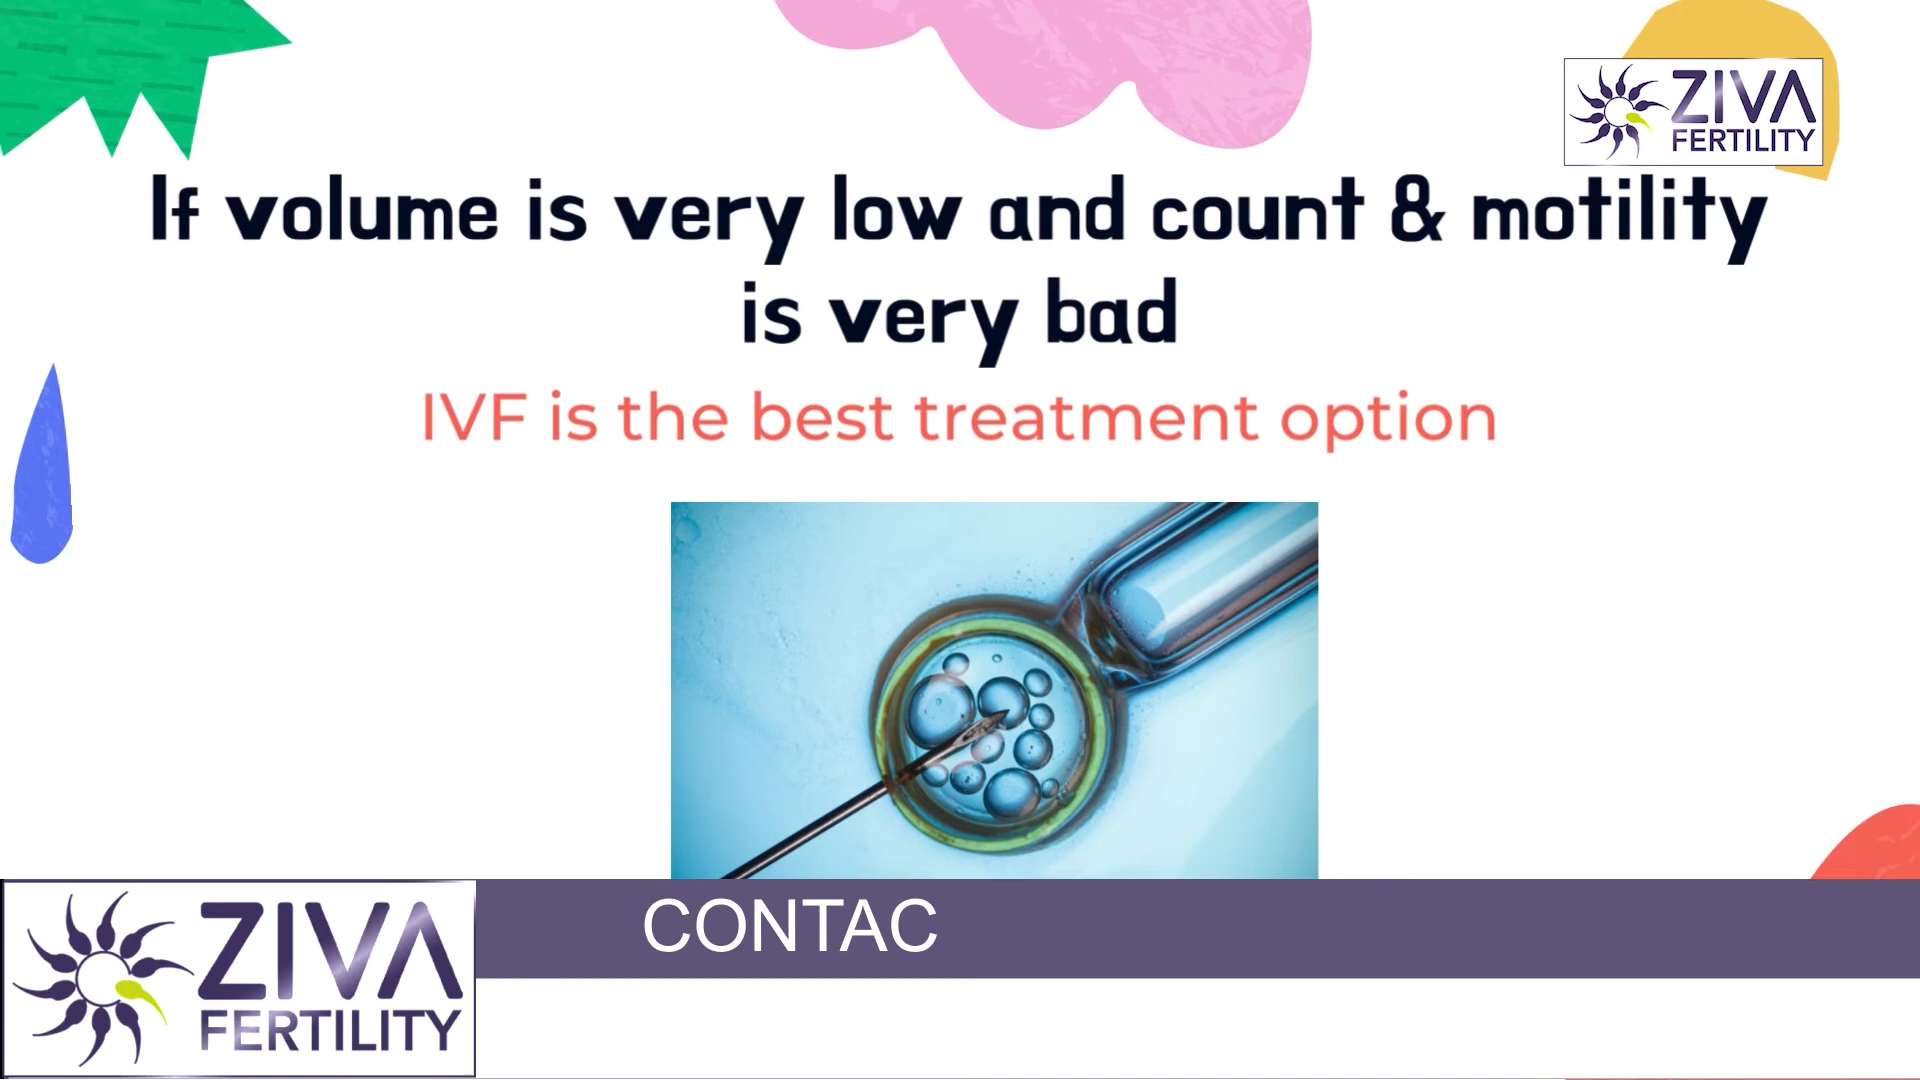 ZIVA
FERTILITY
If volume is very low and count & motility
is very bad
IVF is the best treatment option
CONTAC
ZIVA
FERTILITY